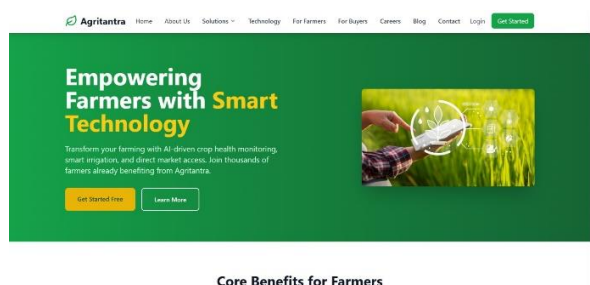 Agritantra Home About Us Solutions Technology For Farmers For Buyers Careers Blog Contact Login Get Started
Empowering
Farmers with Smart
Technology
Transform your farming with AI-driven crop health monitoring,
smart irrigation, and direct market access. Join thousands of
farmers already benefiting from Agritantra.
Get Started Free Learn More
Core Benefits for Farmers